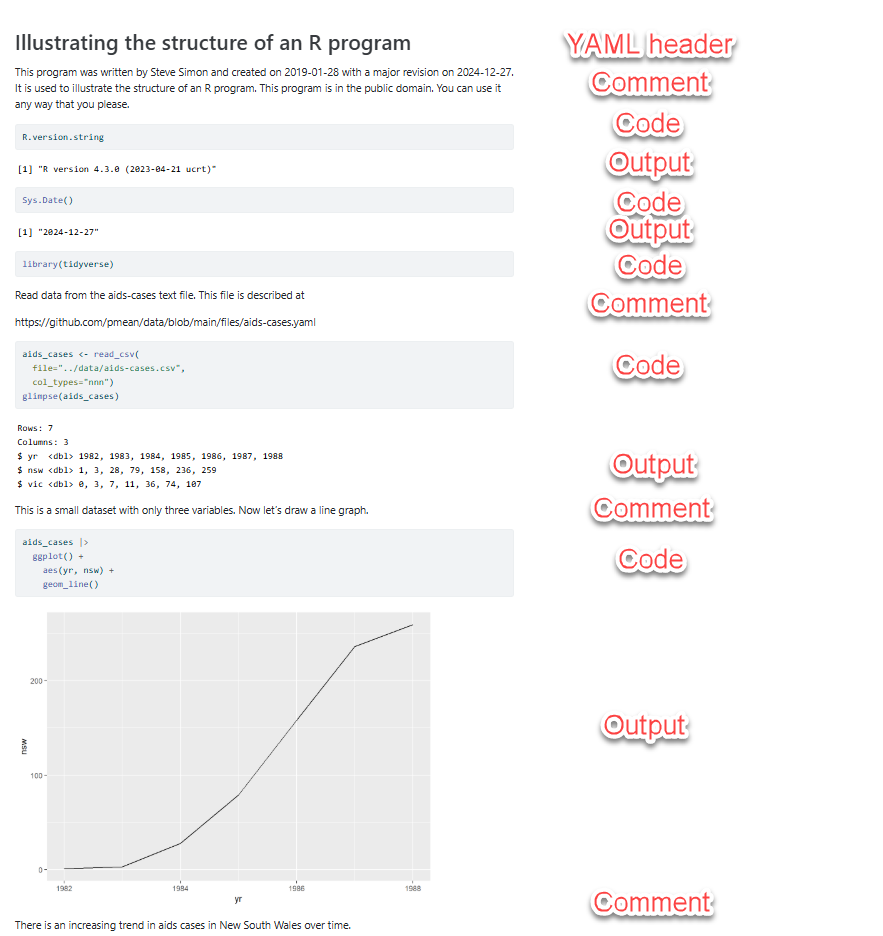 Illustrating the structure of an R program
YAML header
This program was written by Steve Simon and created on 2019-01-28 with a major revision on 2024-12-27.
It is used to illustrate the structure of an R program. This program is in the public domain. You can use it
any way that you please.
Comment
R.version.string
Code
[1] "R version 4.3.0 (2023-04-21 ucrt)"
Output
Sys.Date()
Code
[1] "2024-12-27"
Output
library(tidyverse)
Code
Read data from the aids-cases text file. This file is described at
Comment
https://github.com/pmean/data/blob/main/files/aids-cases.yaml
aids_cases <- read_csv(
file="../data/aids-cases.csv",
col_types="nnn")
glimpse(aids_cases)
Code
Rows: 7
Columns: 3
$ yr <dbl> 1982, 1983, 1984, 1985, 1986, 1987, 1988
$ nsw <dbl> 1, 3, 28, 79, 158, 236, 259
$ vic <dbl> 0, 3, 7, 11, 36, 74, 107
Output
This is a small dataset with only three variables. Now let's draw a line graph.
Comment
aids_cases |>
ggplot() +
aes(yr, nsw) +
geom_line()
Code
200
100
0
nsw
1982 1984 1986 1988
yr
Output
There is an increasing trend in aids cases in New South Wales over time.
Comment